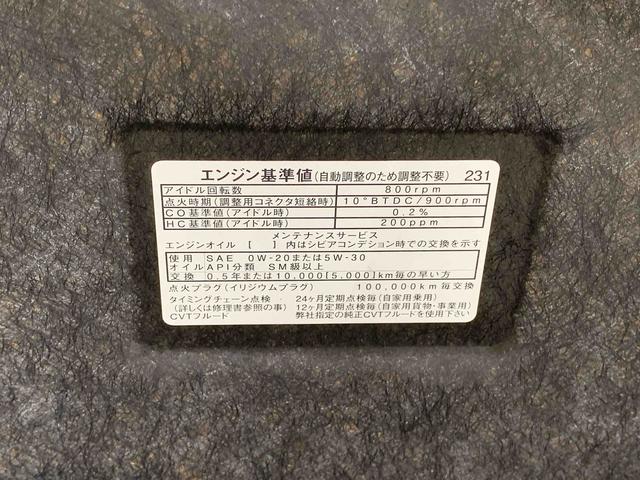 エンジン基準値(自動調整のため調整不要) 231
アイドル回転数 800rpm
点火時期(調整用コネクタ短絡時) 10°BTDC/900rpm
CO基準値(アイドル時) 0.2%
HC基準値(アイドル時) 200ppm
メンテナンスサービス
エンジンオイル [ ] 内はシビアコンデション時での交換を示す
使用 SAE 0W-20または5W-30
オイルAPI分類 SM級以上
交換 0.5年または10,000[5,000]km毎の早い方
点火プラグ(イリジウムプラグ) 100,000km毎交換
タイミングチェーン点検 24ヶ月定期点検毎(自家用乗用)
(詳しくは修理書参照の事) 12ヶ月定期点検毎(自家用貨物・事業用)
CVTフルード 弊社指定の純正CVTフルードを使用下さい